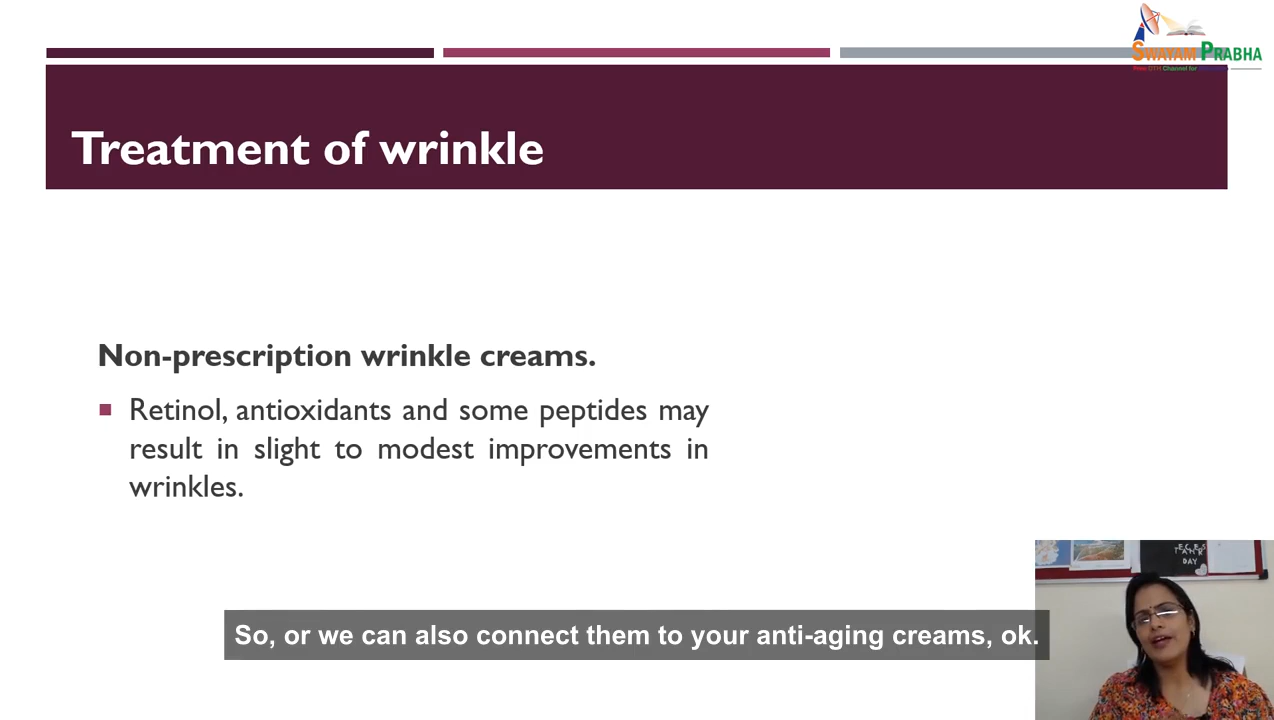 SWAYAM PRABHA
Treatment of wrinkle
Non-prescription wrinkle creams.
Retinol, antioxidants and some peptides may
result in slight to modest improvements in
wrinkles.
DAY
So, or we can also connect them to your anti-aging creams, ok.